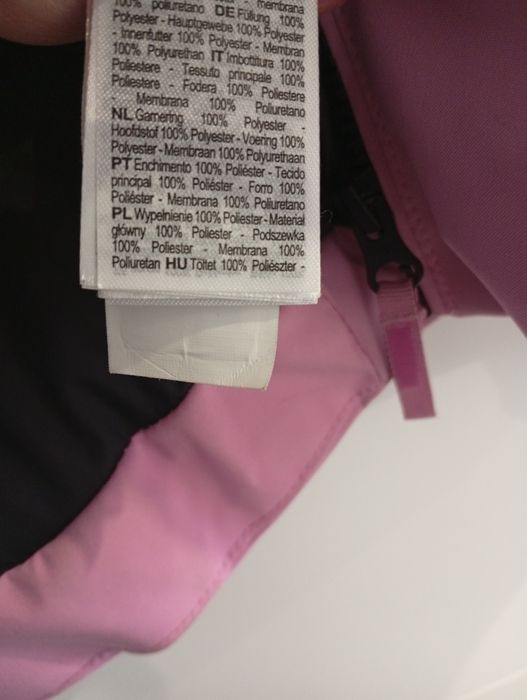 100% poliuretano DE Füllung 100%
Polyester - Hauptgewebe 100% Polyester
- Innenfutter 100% Polyester - Membran
100% Polyurethan IT Imbottitura 100%
Poliestere - Tessuto principale 100%
Poliestere - Fodera 100% Poliestere
Membrana 100% Poliuretano
NL Garnering 100% Polyester -
Hoofdstof 100% Polyester - Voering 100%
Polyester - Membraan 100% Polyurethaan
PT Enchimento 100% Poliéster - Tecido
principal 100% Poliéster - Forro 100%
Poliéster - Membrana 100% Poliuretano
PL Wypełnienie 100% Poliester - Materiał
główny 100% Poliester - Podszewka
100% Poliester - Membrana 100%
Poliuretan HU Töltet 100% Poliészter -